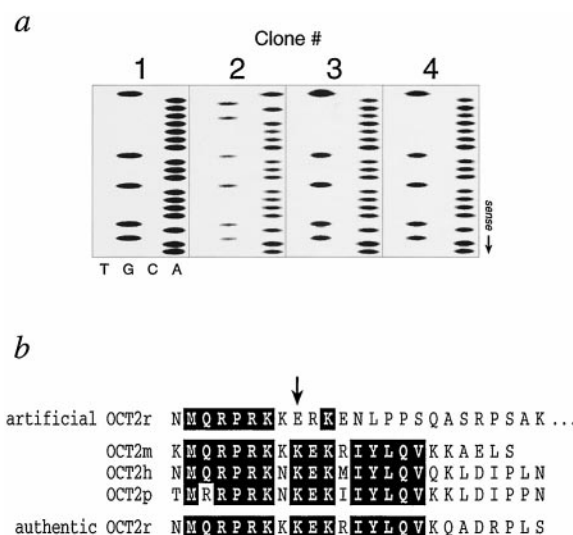 a
Clone #
1 2 3 4
sense
T G C A
b
artificial OCT2r N M Q R P R K K E R K E N L P P S Q A S R P S A K ...
OCT2m K M Q R P R K K K E K R I Y L Q V K K A E L S
OCT2h N M Q R P R K N K E K M I Y L Q V Q K L D I P L N
OCT2p T M R R P R K N K E K I I Y L Q V K K L D I P P N
authentic OCT2r N M Q R P R K K K E K R I Y L Q V K Q A D R P L S